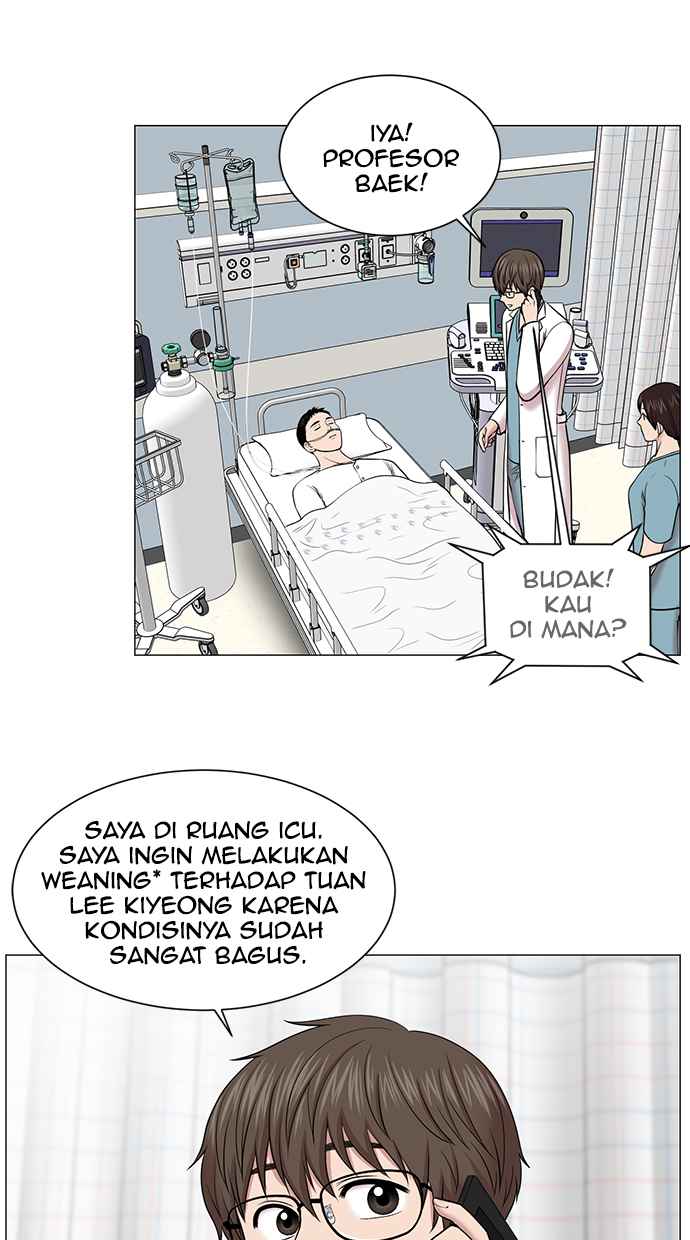 IYA!
PROFESOR
BAEK!
BUDAK!
KAU
DI MANA?
SAYA DI RUANG ICU.
SAYA INGIN MELAKUKAN
WEANING* TERHADAP TUAN
LEE KIYEONG KARENA
KONDISINYA SUDAH
SANGAT BAGUS.